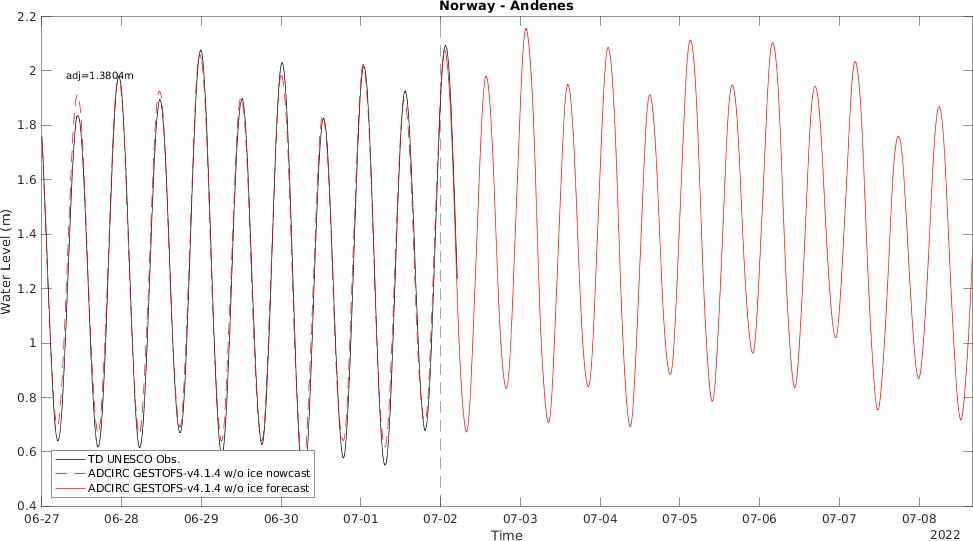 Norway - Andenes
2.2
2
1.8
1.6
1.4
1.2
1
0.8
0.6
0.4
Water Level (m)
adj=1.3804m
TD UNESCO Obs.
ADCIRC GESTOFS-v4.1.4 w/o ice nowcast
ADCIRC GESTOFS-v4.1.4 w/o ice forecast
06-27 06-28 06-29 06-30 07-01 07-02 07-03 07-04 07-05 07-06 07-07 07-08
Time
2022